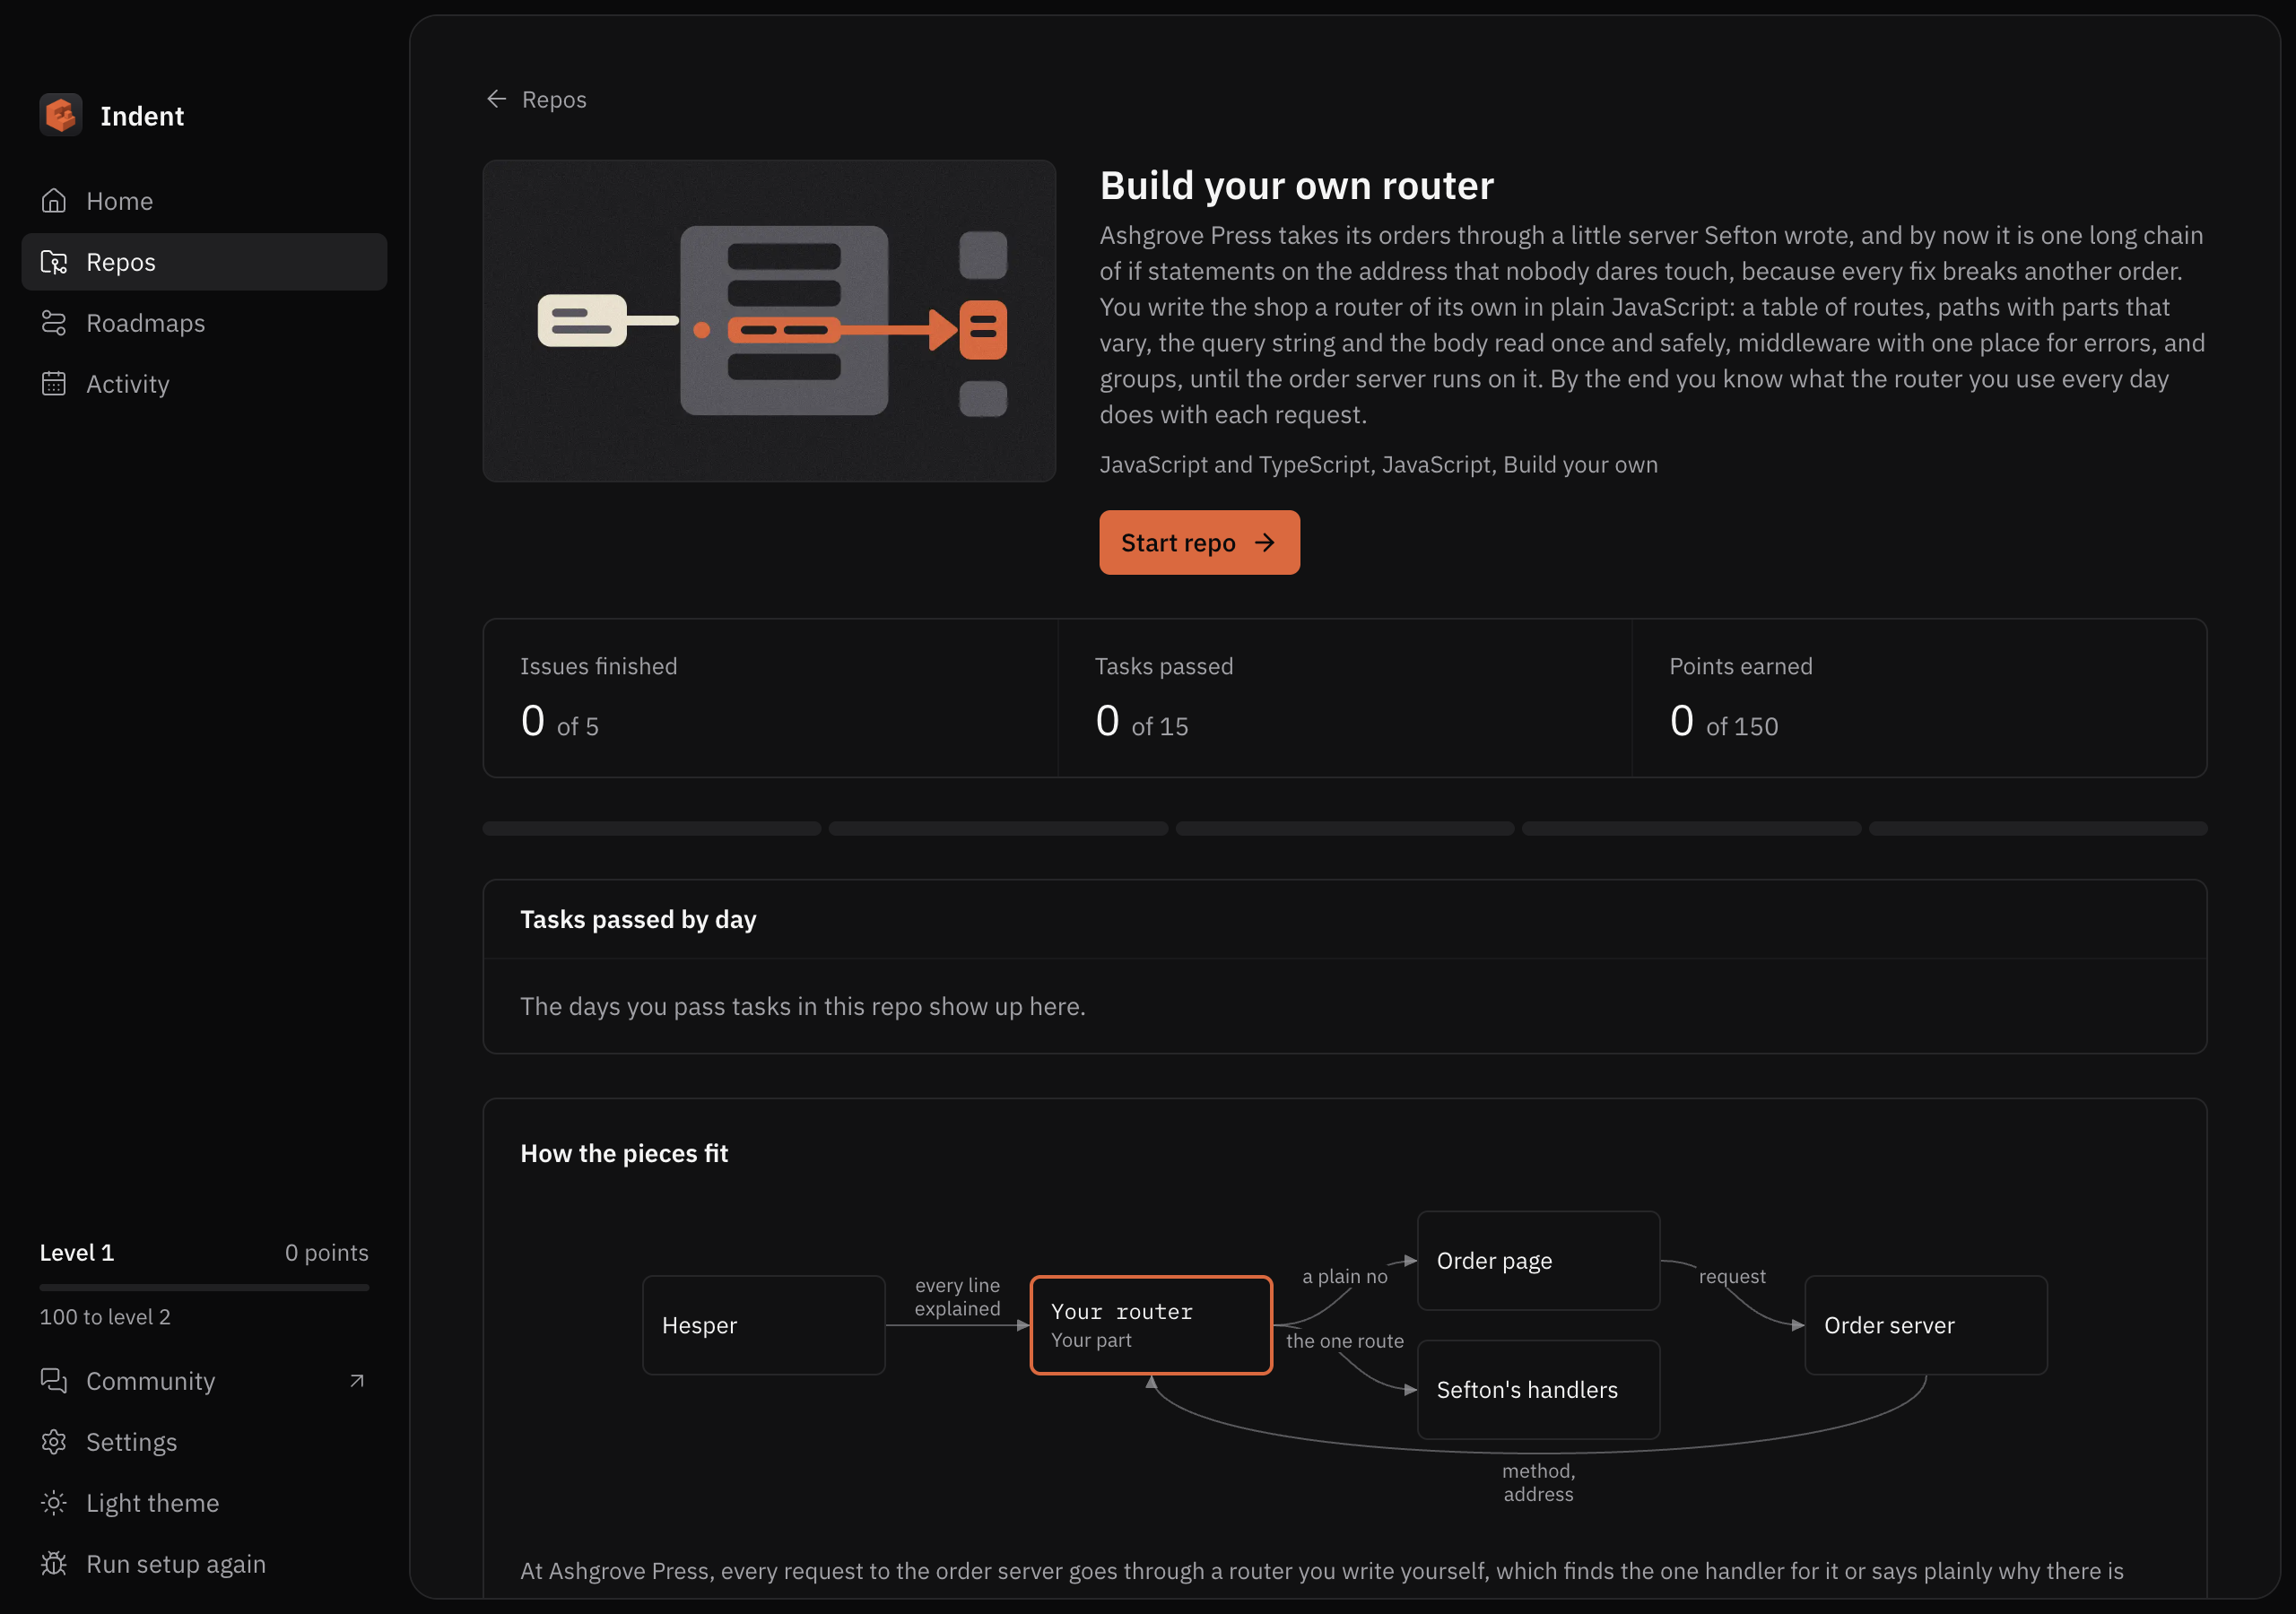 Indent
Home
Repos
Roadmaps
Activity
Level 1
0 points
100 to level 2
Community
Settings
Light theme
Run setup again
Repos
Build your own router
Ashgrove Press takes its orders through a little server Sefton wrote, and by now it is one long chain
of if statements on the address that nobody dares touch, because every fix breaks another order.
You write the shop a router of its own in plain JavaScript: a table of routes, paths with parts that
vary, the query string and the body read once and safely, middleware with one place for errors, and
groups, until the order server runs on it. By the end you know what the router you use every day
does with each request.
JavaScript and TypeScript, JavaScript, Build your own
Start repo
Issues finished
0 of 5
Tasks passed
0 of 15
Points earned
0 of 150
Tasks passed by day
The days you pass tasks in this repo show up here.
How the pieces fit
Hesper
every line
explained
Your router
Your part
a plain no
the one route
Order page
Sefton's handlers
request
Order server
method,
address
At Ashgrove Press, every request to the order server goes through a router you write yourself, which finds the one handler for it or says plainly why there is